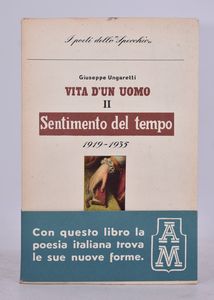 I poeti dello "Specchio"
Giuseppe Ungaretti
VITA D'UN UOMO
II
Sentimento del tempo
1919-1935
Con questo libro la
poesia italiana trova
le sue nuove forme.
AM